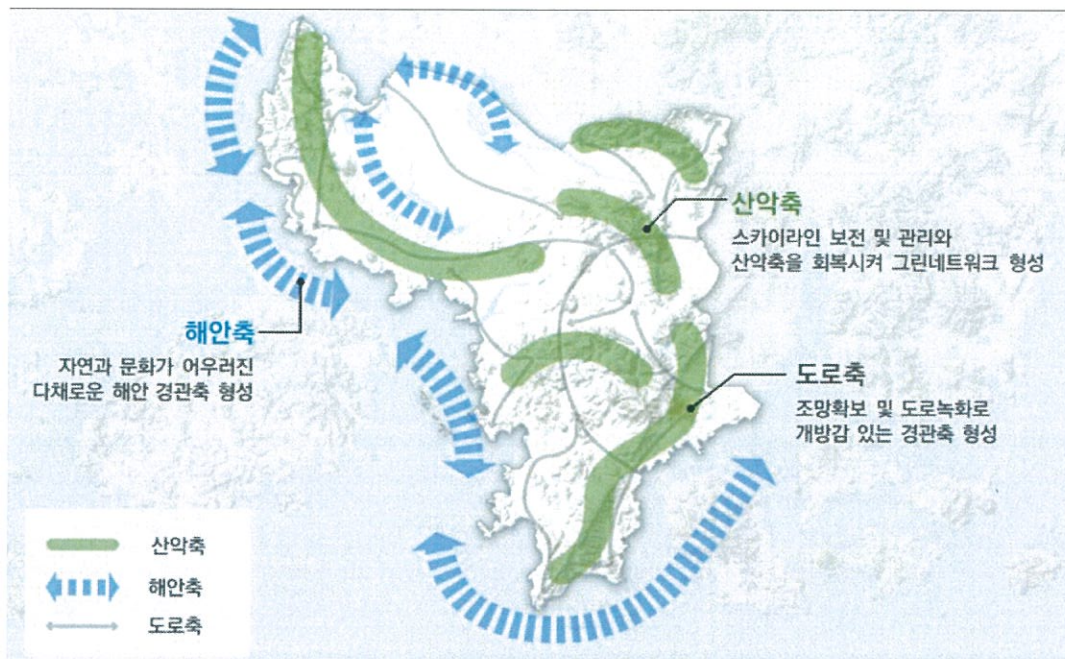 산악축
스카이라인 보전 및 관리와
산악축을 회복시켜 그린네트워크 형성
해안축
자연과 문화가 어우러진
다채로운 해안 경관축 형성
도로축
조망확보 및 도로녹화로
개방감 있는 경관축 형성
산악축
해안축
도로축